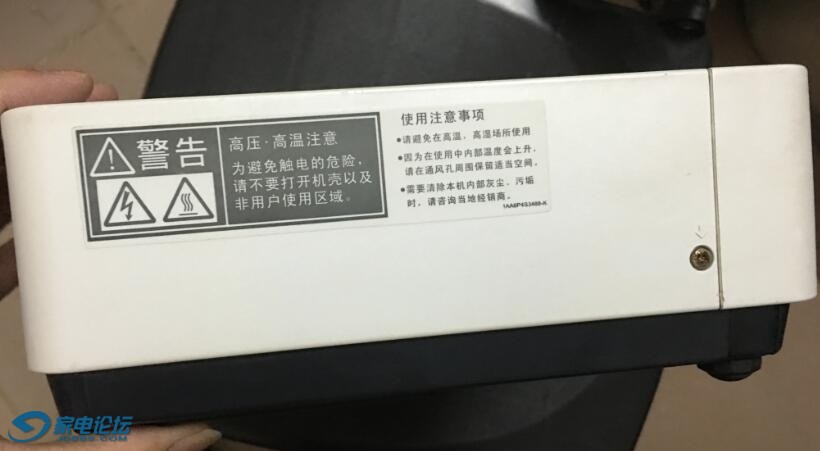 警告
高压·高温注意
为避免触电的危险,
请不要打开机壳以及
非用户使用区域。
使用注意事项
●请避免在高温,高湿场所使用
●因为在使用中内部温度会上升,
请在通风孔周围保留适当空间。
●需要清除本机内部灰尘、污垢
时,请咨询当地经销商。
1AA6P4S3488-K
家电论坛
JDBBS.COM